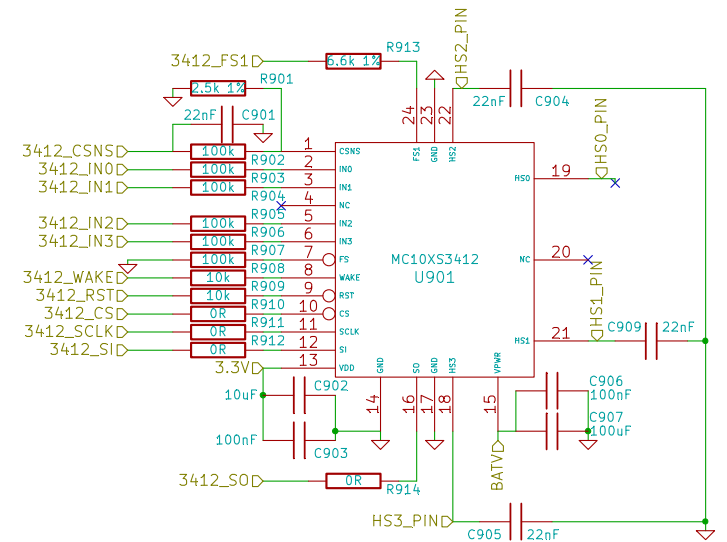 HS2_PIN
3412_FS1
6.6k 1%
R913
2.5k 1%
R901
22nF
C904
22nF
C901
24
23
22
HS0_PIN
3412_CSNS
100k
1
CSNS
FS1
GND
HS2
R902
3412_IN0
100k
2
IN0
R903
3412_IN1
100k
3
IN1
HS0
19
R904
4
NC
R905
3412_IN2
100k
5
IN2
R906
3412_IN3
100k
6
IN3
R907
100k
7
FS
MC10XS3412
NC
20
R908
3412_WAKE
10k
8
WAKE
U901
R909
3412_RST
10k
9
RST
HS1_PIN
R910
3412_CS
0R
10
CS
R911
3412_SCLK
0R
11
SCLK
HS1
21
C909
22nF
R912
3412_SI
0R
12
SI
3.3V
13
VDD
GND
SO
GND
HS3
VPWR
10uF
C902
14
16
17
18
15
C906
100nF
100nF
C903
C907
100uF
BATV
3412_SO
0R
R914
HS3_PIN
C905
22nF